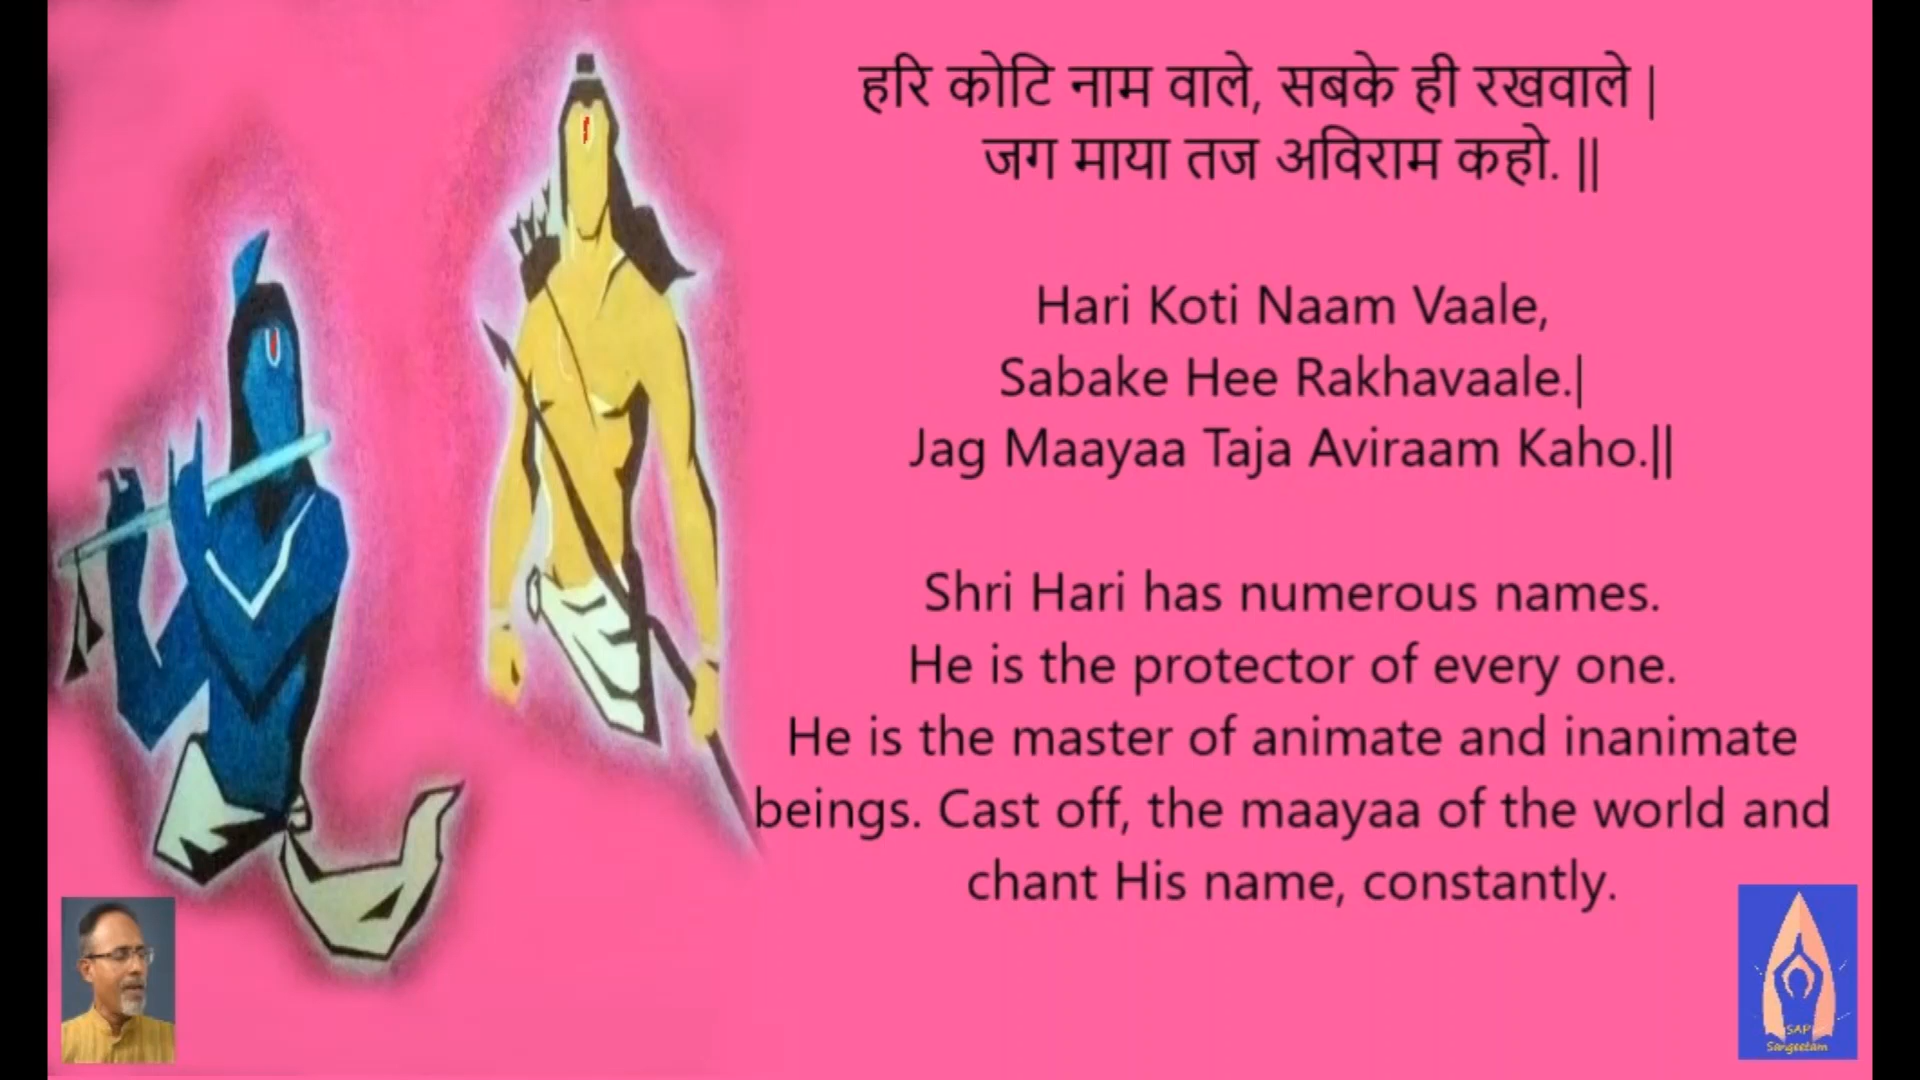 हरि कोटि नाम वाले, सबके ही रखवाले |
जग माया तज अविराम कहो. ||
Hari Koti Naam Vaale,
Sabake Hee Rakhavaale.|
Jag Maayaa Taja Aviraam Kaho.||
Shri Hari has numerous names.
He is the protector of every one.
He is the master of animate and inanimate
beings. Cast off, the maayaa of the world and
chant His name, constantly.
SAP
Sangeetam